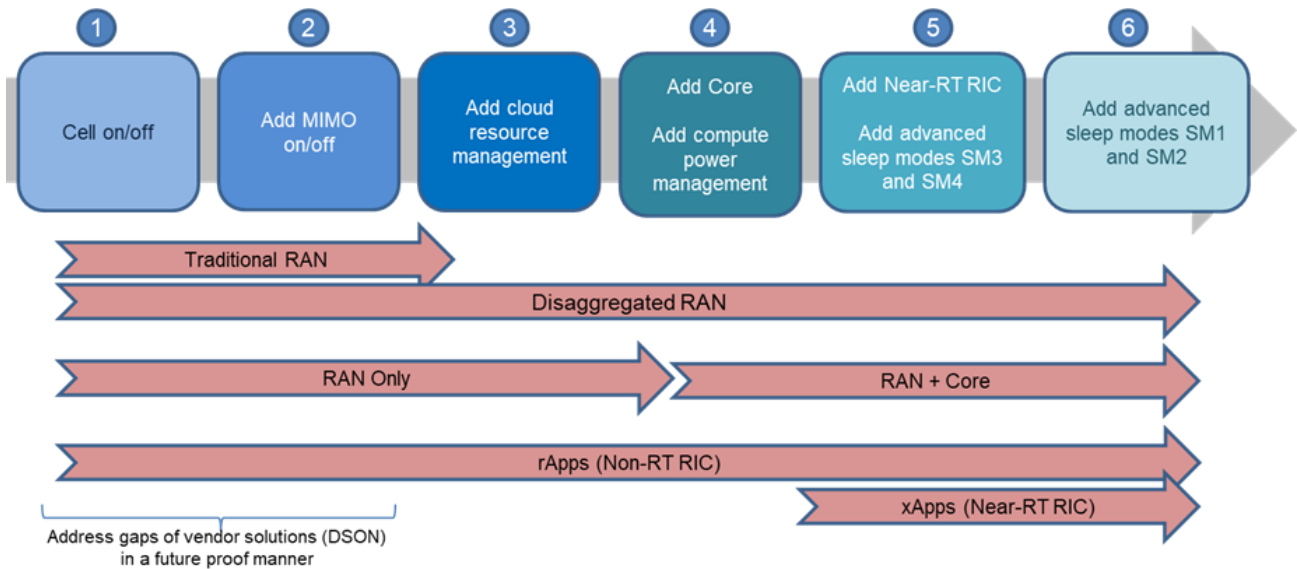 1
2
3
4
5
6
Cell on/off
Add MIMO
on/off
Add cloud
resource
management
Add Core
Add compute
power
management
Add Near-RT RIC
Add advanced
sleep modes SM3
and SM4
Add advanced
sleep modes SM1
and SM2
Traditional RAN
Disaggregated RAN
RAN Only
RAN + Core
rApps (Non-RT RIC)
xApps (Near-RT RIC)
Address gaps of vendor solutions (DSON)
in a future proof manner